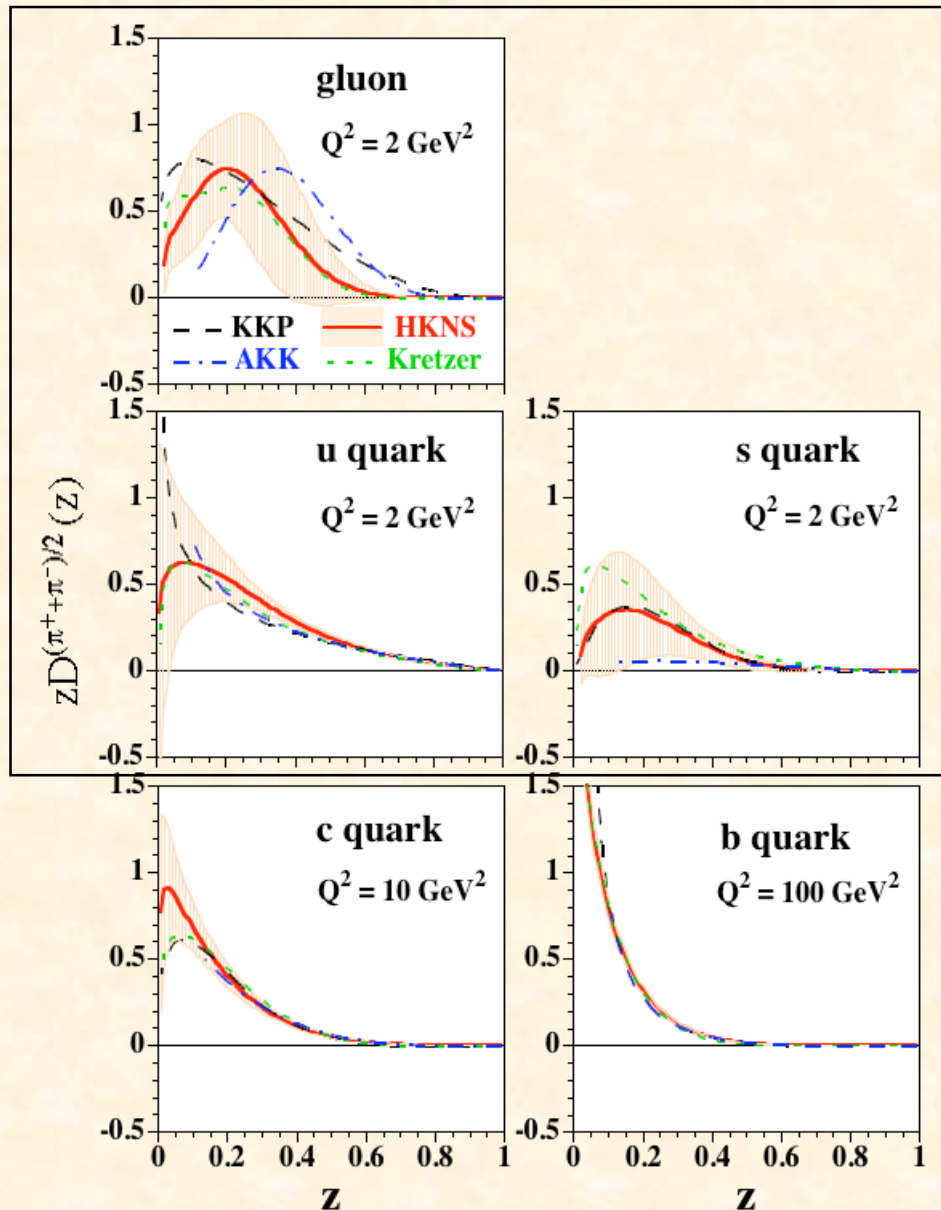 1.5
1
0.5
0
-0.5
gluon
Q² = 2 GeV²
KKP
HKNS
AKK
Kretzer
zD^(π⁺+π⁻)/2 (z)
1.5
1
0.5
0
-0.5
u quark
Q² = 2 GeV²
1.5
1
0.5
0
-0.5
s quark
Q² = 2 GeV²
1.5
1
0.5
0
-0.5
c quark
Q² = 10 GeV²
0 0.2 0.4 0.6 0.8 1
z
1.5
1
0.5
0
-0.5
b quark
Q² = 100 GeV²
0 0.2 0.4 0.6 0.8 1
z